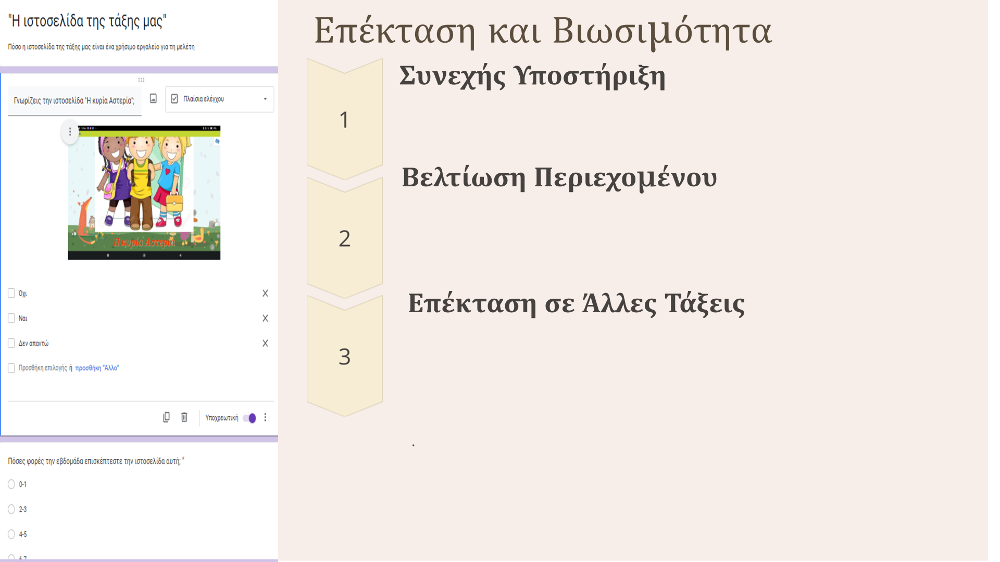 "Η ιστοσελίδα της τάξης μας"
Πόσο η ιστοσελίδα της τάξης μας είναι ένα χρήσιμο εργαλείο για τη μελέτη
Γνωρίζεις την ιστοσελίδα "Η κυρία Αστερία";
Πλαίσια ελέγχου
Η κυρία Αστερία
Όχι
Ναι
Δεν απαντώ
Προσθήκη επιλογής ή προσθήκη "Άλλο"
Υποχρεωτική
Πόσες φορές την εβδομάδα επισκέπτεστε την ιστοσελίδα αυτή; *
0-1
2-3
4-5
6-7
Επέκταση και Βιωσιμότητα
1
Συνεχής Υποστήριξη
2
Βελτίωση Περιεχομένου
3
Επέκταση σε Άλλες Τάξεις
.